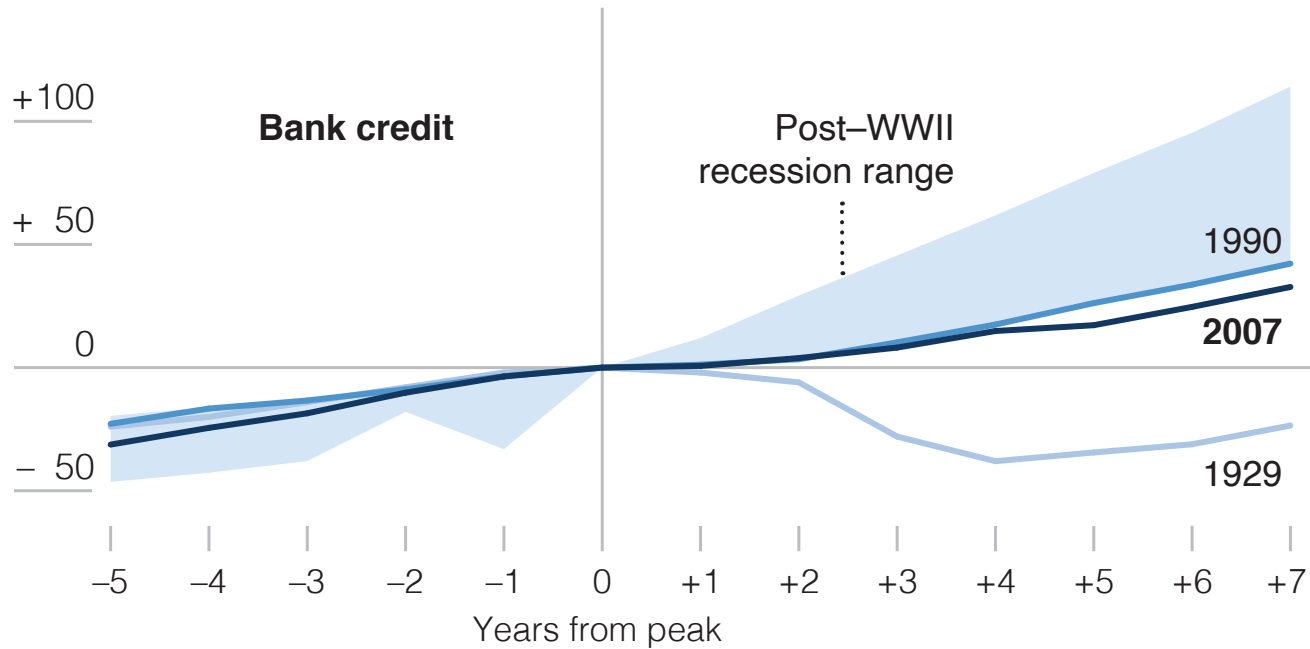 +100
Bank credit
Post–WWII
recession range
+ 50
1990
0
2007
– 50
1929
–5 –4 –3 –2 –1 0 +1 +2 +3 +4 +5 +6 +7
Years from peak